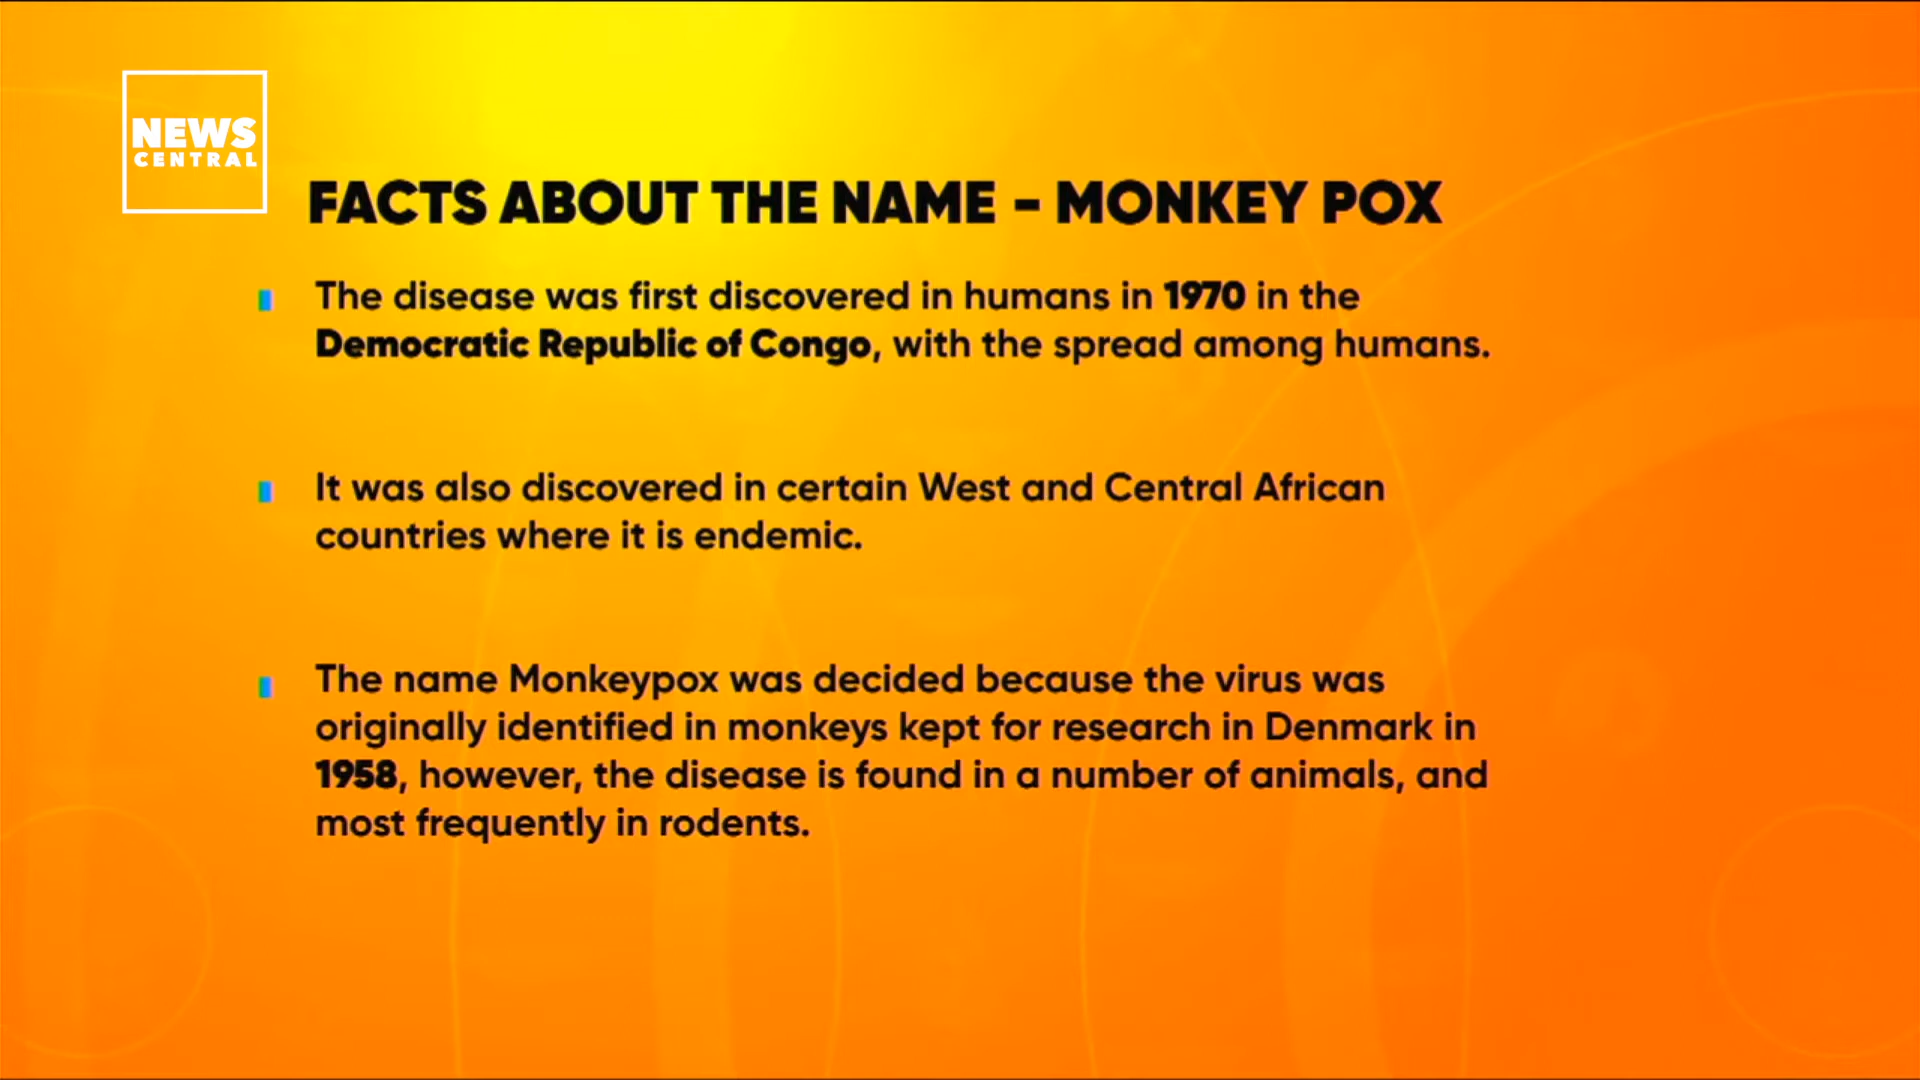 NEWS
CENTRAL
FACTS ABOUT THE NAME - MONKEY POX
The disease was first discovered in humans in 1970 in the
Democratic Republic of Congo, with the spread among humans.
It was also discovered in certain West and Central African
countries where it is endemic.
The name Monkeypox was decided because the virus was
originally identified in monkeys kept for research in Denmark in
1958, however, the disease is found in a number of animals, and
most frequently in rodents.